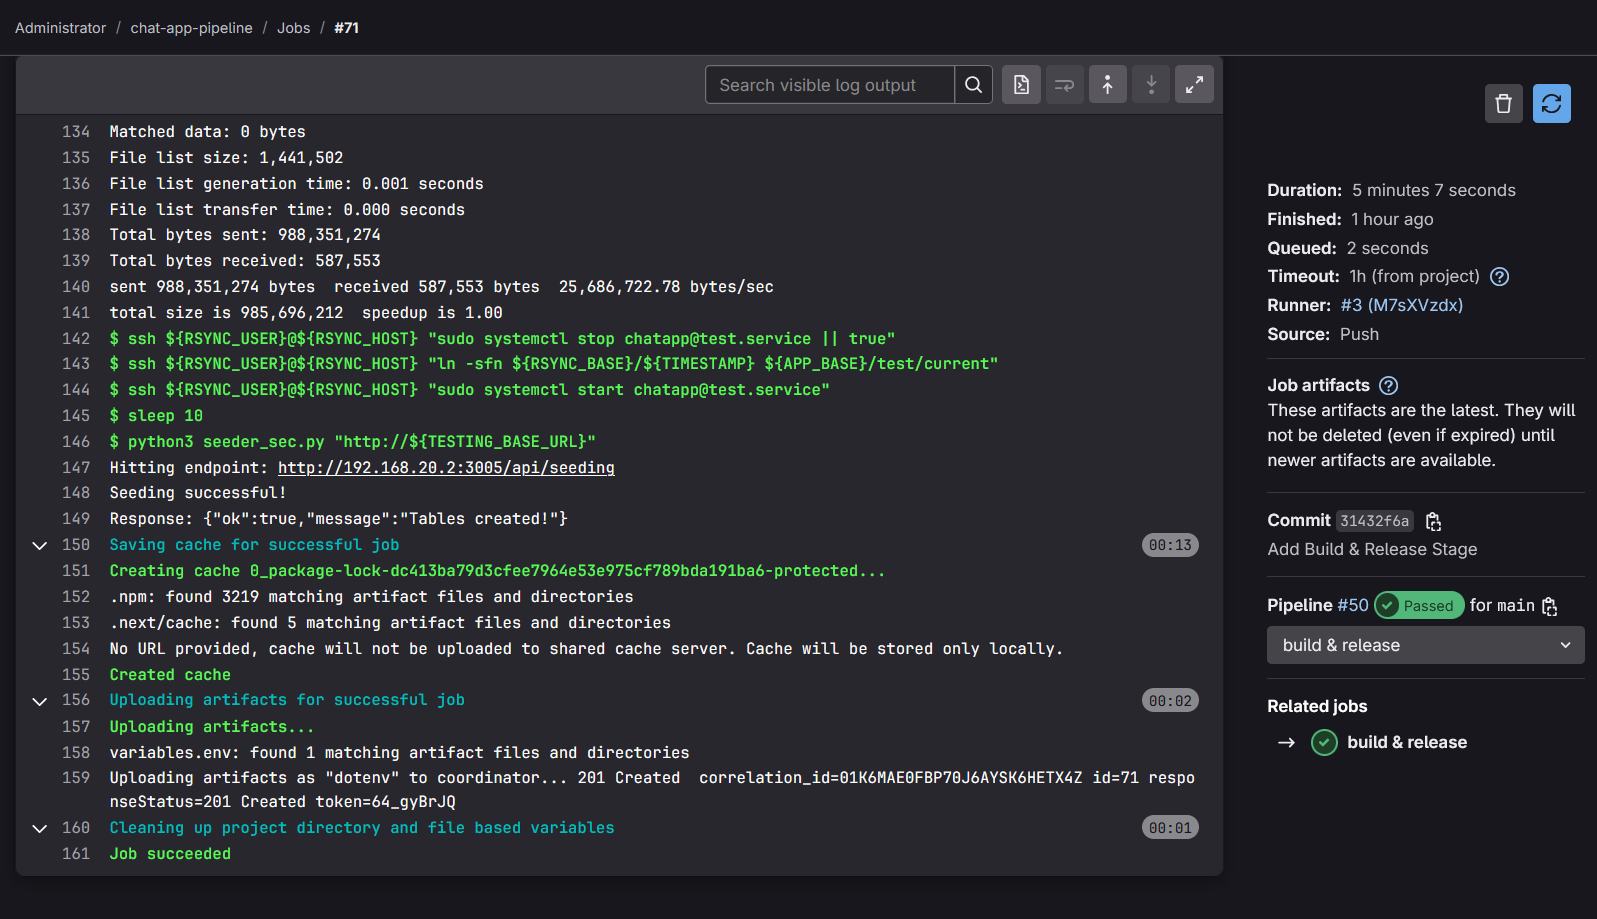 Administrator / chat-app-pipeline / Jobs / #71
Search visible log output
134 Matched data: 0 bytes
135 File list size: 1,441,502
136 File list generation time: 0.001 seconds
137 File list transfer time: 0.000 seconds
138 Total bytes sent: 988,351,274
139 Total bytes received: 587,553
140 sent 988,351,274 bytes  received 587,553 bytes  25,686,722.78 bytes/sec
141 total size is 985,696,212  speedup is 1.00
142 $ ssh ${RSYNC_USER}@${RSYNC_HOST} "sudo systemctl stop chatapp@test.service || true"
143 $ ssh ${RSYNC_USER}@${RSYNC_HOST} "ln -sfn ${RSYNC_BASE}/${TIMESTAMP} ${APP_BASE}/test/current"
144 $ ssh ${RSYNC_USER}@${RSYNC_HOST} "sudo systemctl start chatapp@test.service"
145 $ sleep 10
146 $ python3 seeder_sec.py "http://${TESTING_BASE_URL}"
147 Hitting endpoint: http://192.168.20.2:3005/api/seeding
148 Seeding successful!
149 Response: {"ok":true,"message":"Tables created!"}
150 Saving cache for successful job 00:13
151 Creating cache 0_package-lock-dc413ba79d3cfee7964e53e975cf789bda191ba6-protected...
152 .npm: found 3219 matching artifact files and directories
153 .next/cache: found 5 matching artifact files and directories
154 No URL provided, cache will not be uploaded to shared cache server. Cache will be stored only locally.
155 Created cache
156 Uploading artifacts for successful job 00:02
157 Uploading artifacts...
158 variables.env: found 1 matching artifact files and directories
159 Uploading artifacts as "dotenv" to coordinator... 201 Created  correlation_id=01K6MAE0FBP70J6AYSK6HETX4Z id=71 respo
nseStatus=201 Created token=64_gyBrJQ
160 Cleaning up project directory and file based variables 00:01
161 Job succeeded
Duration: 5 minutes 7 seconds
Finished: 1 hour ago
Queued: 2 seconds
Timeout: 1h (from project)
Runner: #3 (M7sXVzdx)
Source: Push
Job artifacts
These artifacts are the latest. They will
not be deleted (even if expired) until
newer artifacts are available.
Commit 31432f6a
Add Build & Release Stage
Pipeline #50 Passed for main
build & release
Related jobs
→ build & release